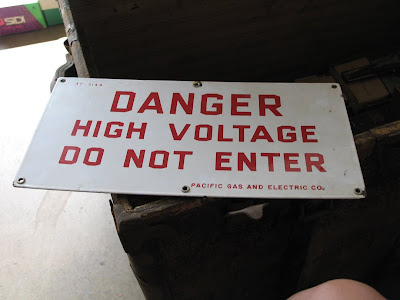 DANGER
HIGH VOLTAGE
DO NOT ENTER
PACIFIC GAS AND ELECTRIC CO.